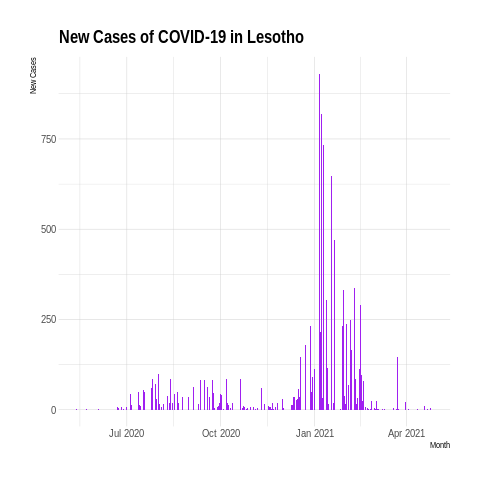 New Cases of COVID-19 in Lesotho
New Cases
750
500
250
0
Jul 2020
Oct 2020
Jan 2021
Apr 2021
Month